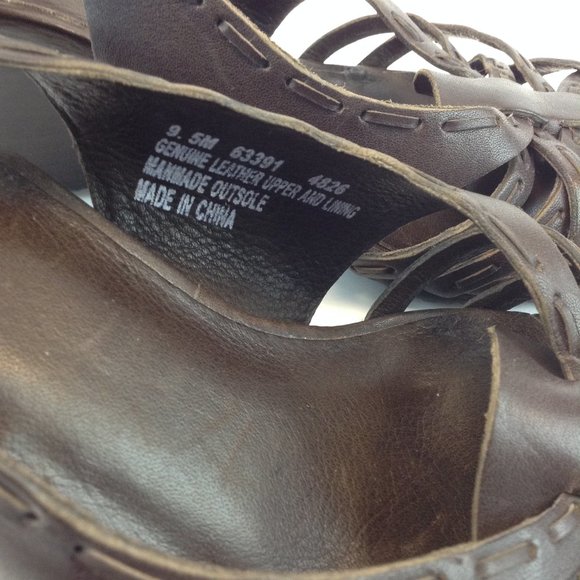 9.5M 63391 4826
GENUINE LEATHER UPPER AND LINING
MANMADE OUTSOLE
MADE IN CHINA